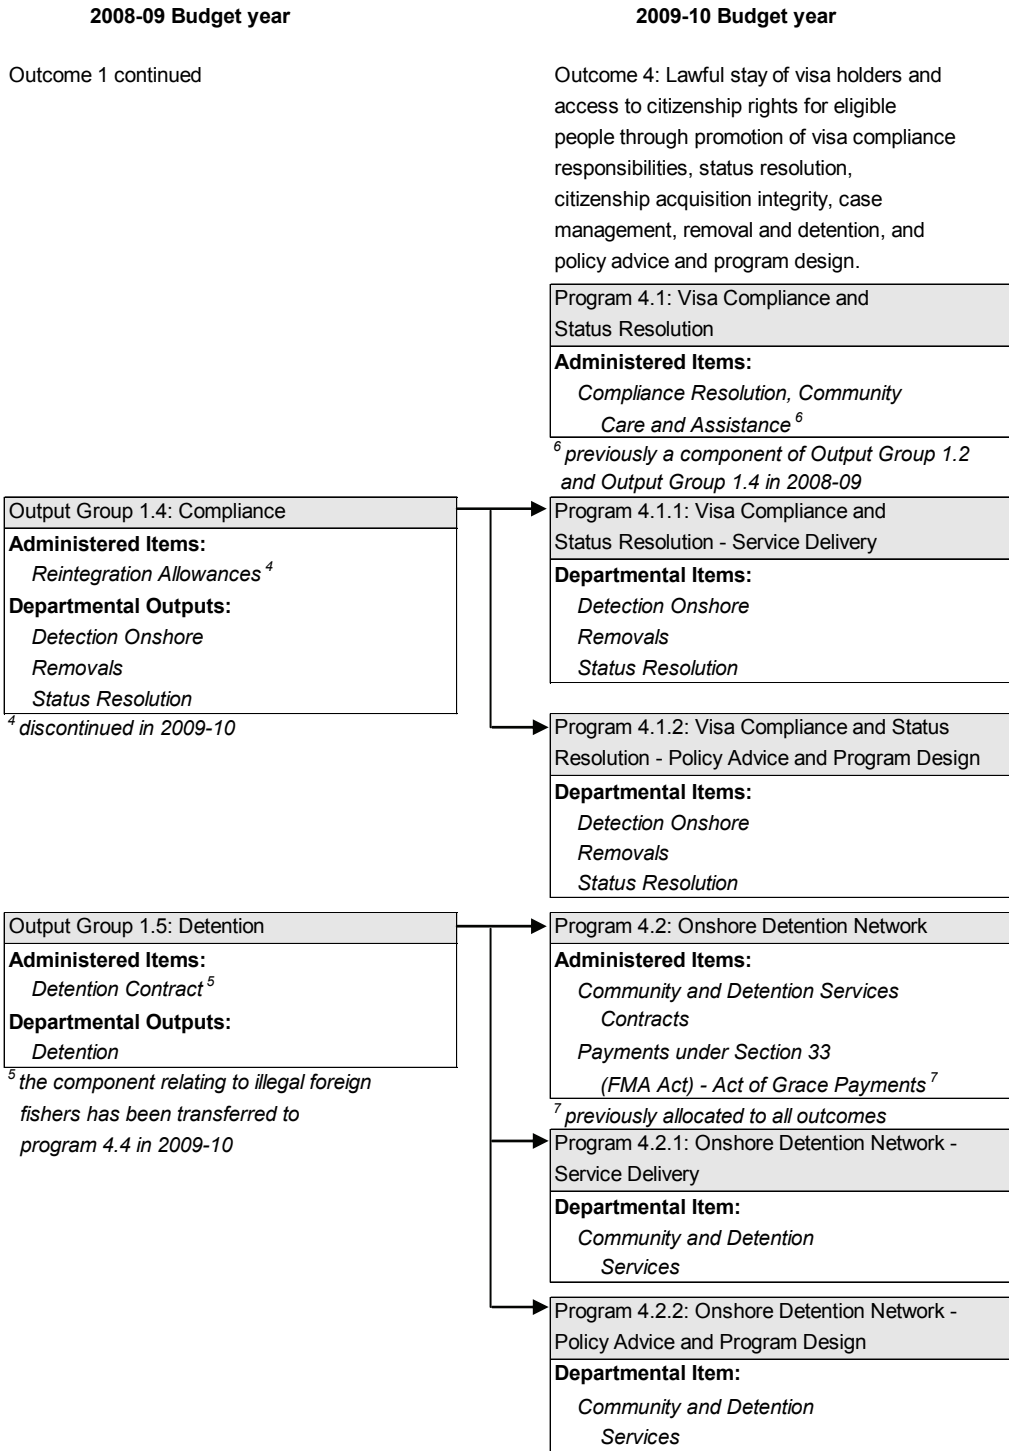 2008-09 Budget year
2009-10 Budget year
Outcome 1 continued
Outcome 4: Lawful stay of visa holders and
access to citizenship rights for eligible
people through promotion of visa compliance
responsibilities, status resolution,
citizenship acquisition integrity, case
management, removal and detention, and
policy advice and program design.
Program 4.1: Visa Compliance and
Status Resolution
Administered Items:
Compliance Resolution, Community
Care and Assistance 6
6 previously a component of Output Group 1.2
and Output Group 1.4 in 2008-09
Output Group 1.4: Compliance
Administered Items:
Reintegration Allowances 4
Departmental Outputs:
Detection Onshore
Removals
Status Resolution
4 discontinued in 2009-10
Program 4.1.1: Visa Compliance and
Status Resolution - Service Delivery
Departmental Items:
Detection Onshore
Removals
Status Resolution
Program 4.1.2: Visa Compliance and Status
Resolution - Policy Advice and Program Design
Departmental Items:
Detection Onshore
Removals
Status Resolution
Output Group 1.5: Detention
Administered Items:
Detention Contract 5
Departmental Outputs:
Detention
5 the component relating to illegal foreign
fishers has been transferred to
program 4.4 in 2009-10
Program 4.2: Onshore Detention Network
Administered Items:
Community and Detention Services
Contracts
Payments under Section 33
(FMA Act) - Act of Grace Payments 7
7 previously allocated to all outcomes
Program 4.2.1: Onshore Detention Network -
Service Delivery
Departmental Item:
Community and Detention
Services
Program 4.2.2: Onshore Detention Network -
Policy Advice and Program Design
Departmental Item:
Community and Detention
Services